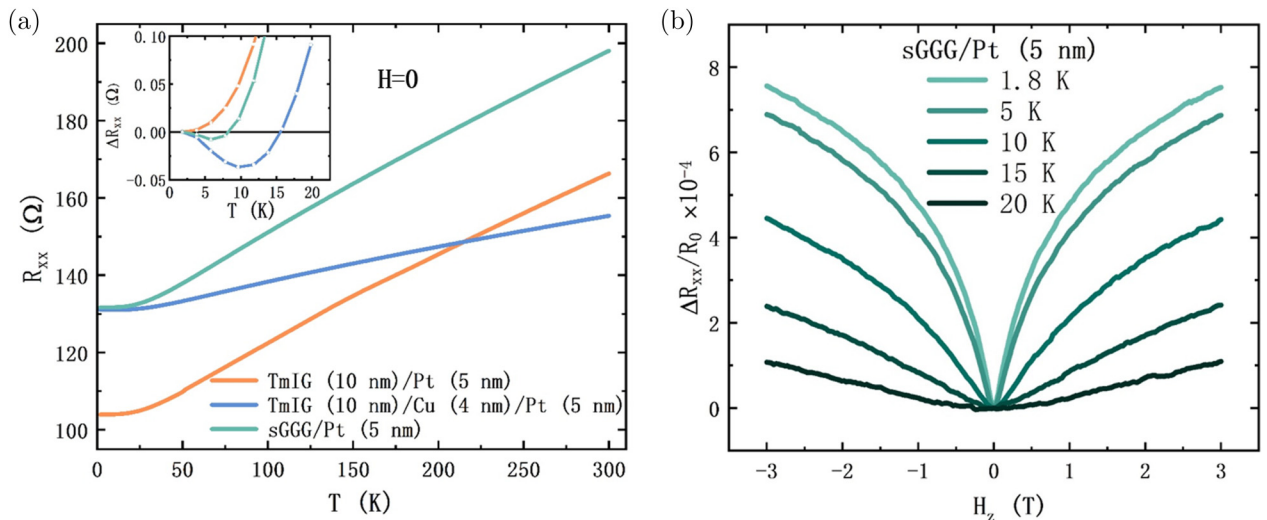 (a)
200
180
160
140
120
100
R_xx (Ω)
0 50 100 150 200 250 300
T (K)
H=0
0.10
0.05
0.00
-0.05
ΔR_xx (Ω)
0 5 10 15 20
T (K)
TmIG (10 nm)/Pt (5 nm)
TmIG (10 nm)/Cu (4 nm)/Pt (5 nm)
sGGG/Pt (5 nm)
(b)
sGGG/Pt (5 nm)
1.8 K
5 K
10 K
15 K
20 K
8
6
4
2
0
ΔR_xx/R_0 ×10⁻⁴
-3 -2 -1 0 1 2 3
H_z (T)